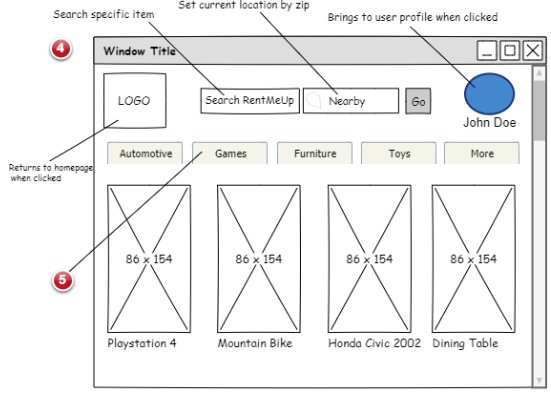 Set current location by zip
Search specific item
Brings to user profile when clicked
4
Window Title
LOGO
Search RentMeUp
Nearby
Go
John Doe
Automotive
Games
Furniture
Toys
More
Returns to homepage
when clicked
86 x 154
86 x 154
86 x 154
86 x 154
5
Playstation 4
Mountain Bike
Honda Civic 2002
Dining Table